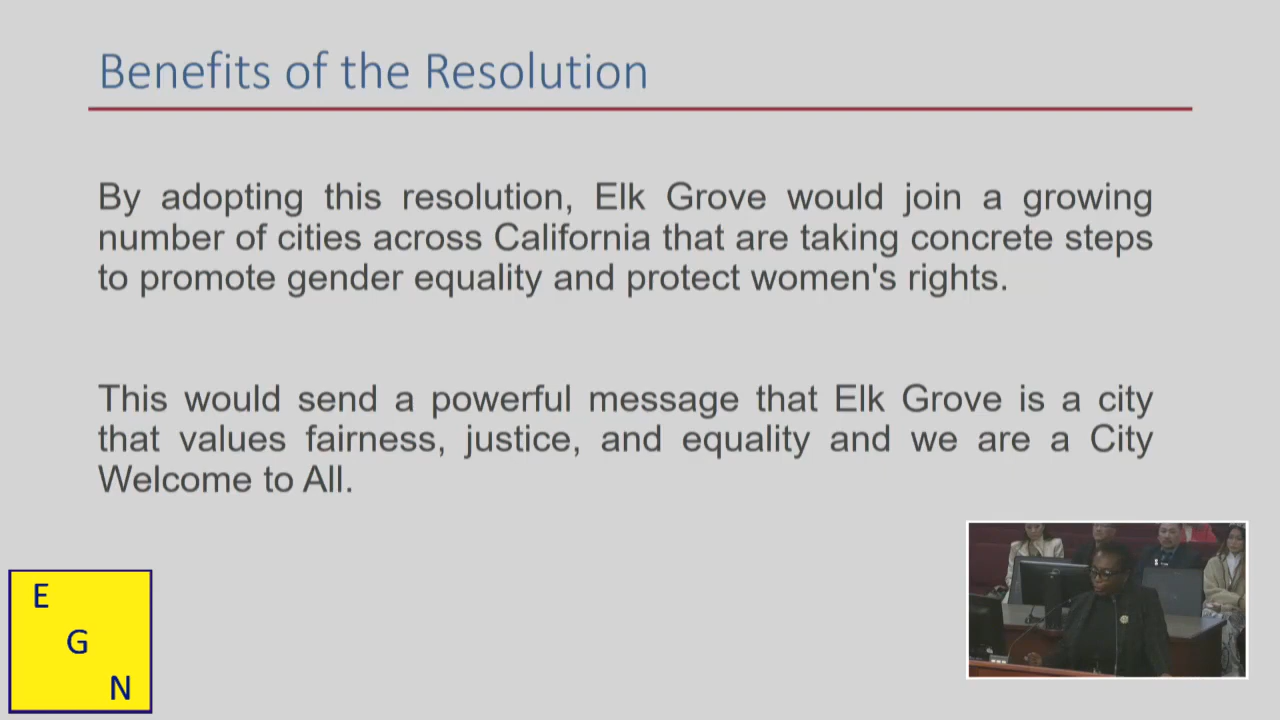 Benefits of the Resolution
By adopting this resolution, Elk Grove would join a growing
number of cities across California that are taking concrete steps
to promote gender equality and protect women's rights.
This would send a powerful message that Elk Grove is a city
that values fairness, justice, and equality and we are a City
Welcome to All.
E
G
N